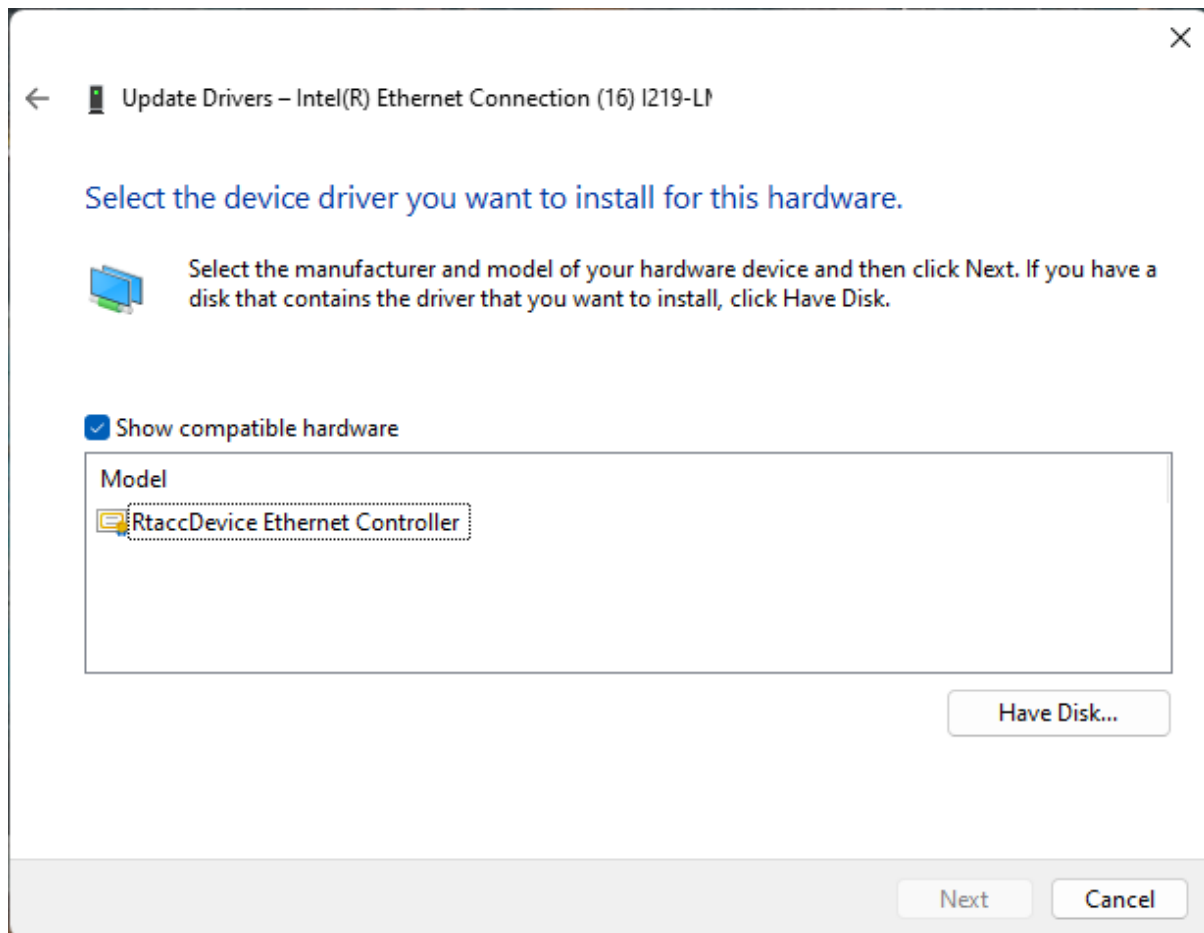 Update Drivers – Intel(R) Ethernet Connection (16) I219-LM
Select the device driver you want to install for this hardware.
Select the manufacturer and model of your hardware device and then click Next. If you have a
disk that contains the driver that you want to install, click Have Disk.
Show compatible hardware
Model
RtaccDevice Ethernet Controller
Have Disk...
Next
Cancel